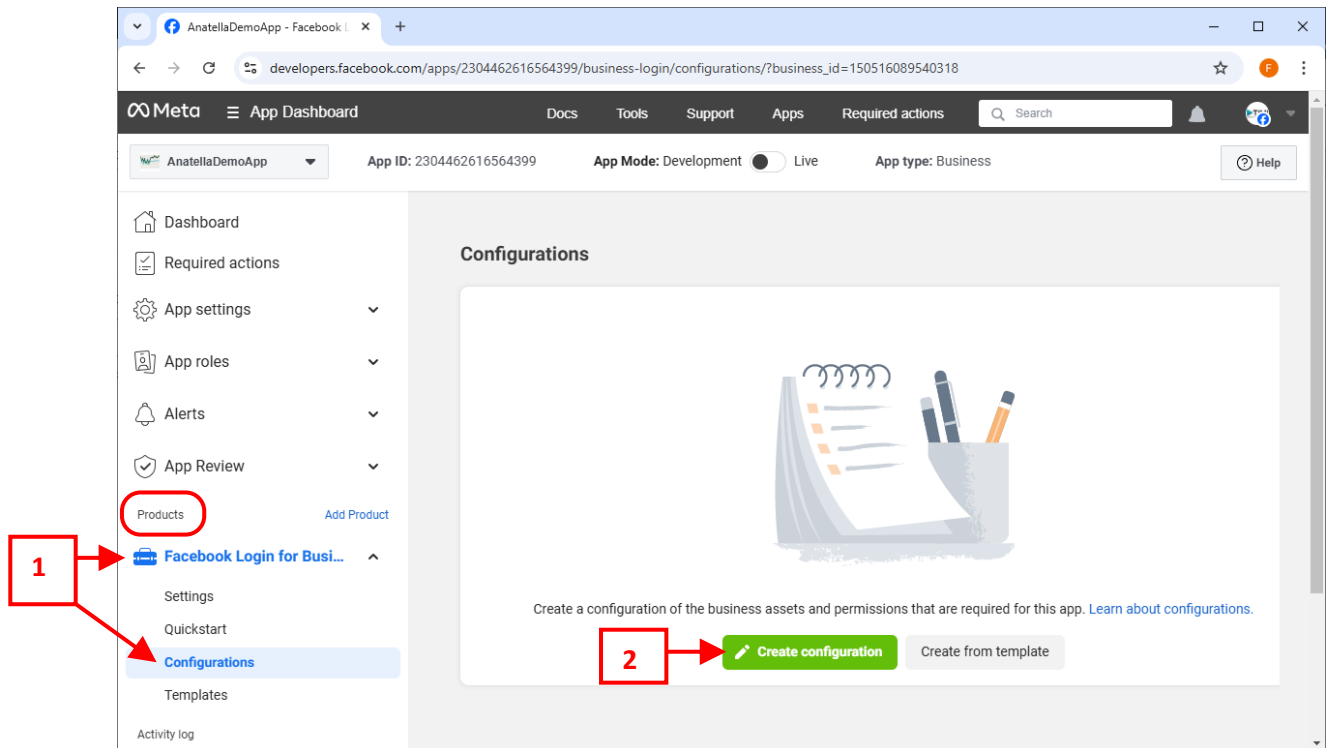 AnatellaDemoApp - Facebook L
developers.facebook.com/apps/2304462616564399/business-login/configurations/?business_id=150516089540318
F
Meta App Dashboard Docs Tools Support Apps Required actions Search
AnatellaDemoApp App ID: 2304462616564399 App Mode: Development Live App type: Business Help
Dashboard
Required actions
App settings
App roles
Alerts
App Review
Products Add Product
1
Facebook Login for Busi...
Settings
Quickstart
Configurations
Templates
Activity log
Configurations
Create a configuration of the business assets and permissions that are required for this app. Learn about configurations.
2
Create configuration Create from template